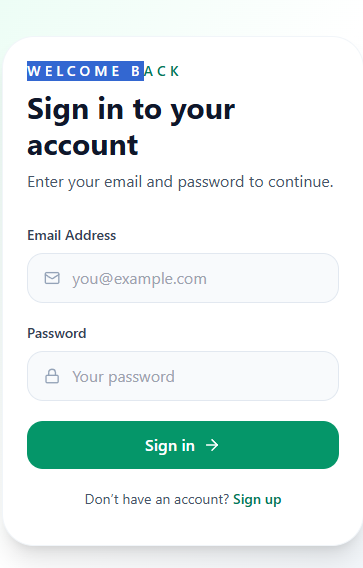 WELCOME BACK
Sign in to your
account
Enter your email and password to continue.
Email Address
you@example.com
Password
Your password
Sign in →
Don’t have an account? Sign up